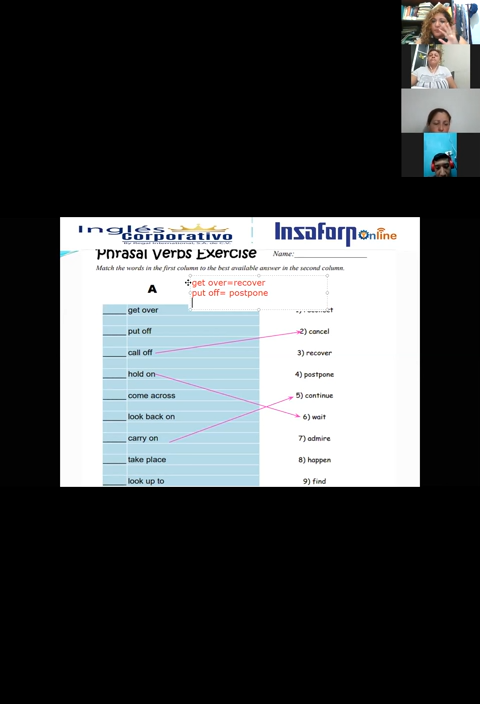 Inglés
Corporativo
Insaforp Online
Phrasal Verbs Exercise
Name:
Match the words in the first column to the best available answer in the second column.
A
get over=recover
put off= postpone
get over
put off
2) cancel
call off
3) recover
hold on
4) postpone
come across
5) continue
look back on
6) wait
carry on
7) admire
take place
8) happen
look up to
9) find